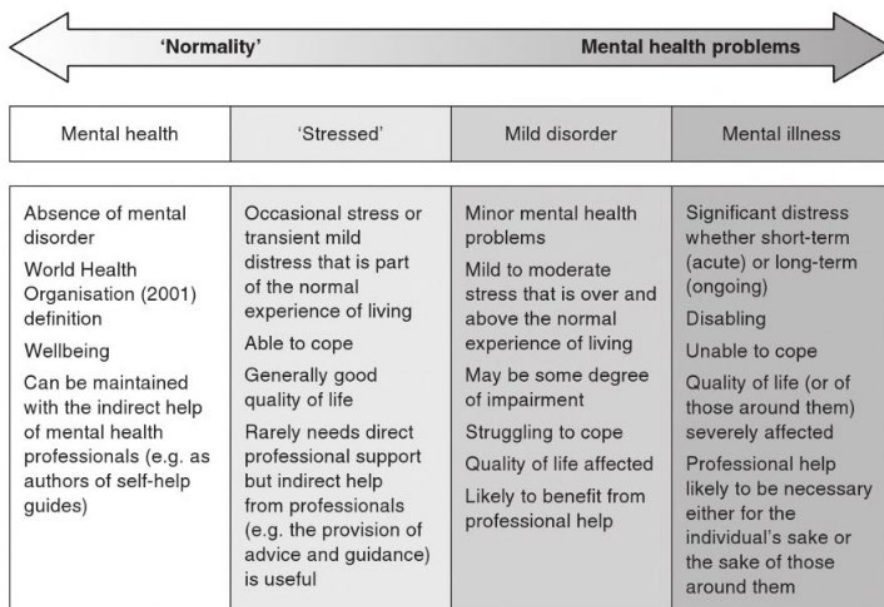 ‘Normality’
Mental health problems
Mental health
‘Stressed’
Mild disorder
Mental illness
Absence of mental
disorder
World Health
Organisation (2001)
definition
Wellbeing
Can be maintained
with the indirect help
of mental health
professionals (e.g. as
authors of self-help
guides)
Occasional stress or
transient mild
distress that is part
of the normal
experience of living
Able to cope
Generally good
quality of life
Rarely needs direct
professional support
but indirect help
from professionals
(e.g. the provision of
advice and guidance)
is useful
Minor mental health
problems
Mild to moderate
stress that is over and
above the normal
experience of living
May be some degree
of impairment
Struggling to cope
Quality of life affected
Likely to benefit from
professional help
Significant distress
whether short-term
(acute) or long-term
(ongoing)
Disabling
Unable to cope
Quality of life (or of
those around them)
severely affected
Professional help
likely to be necessary
either for the
individual’s sake or
the sake of those
around them